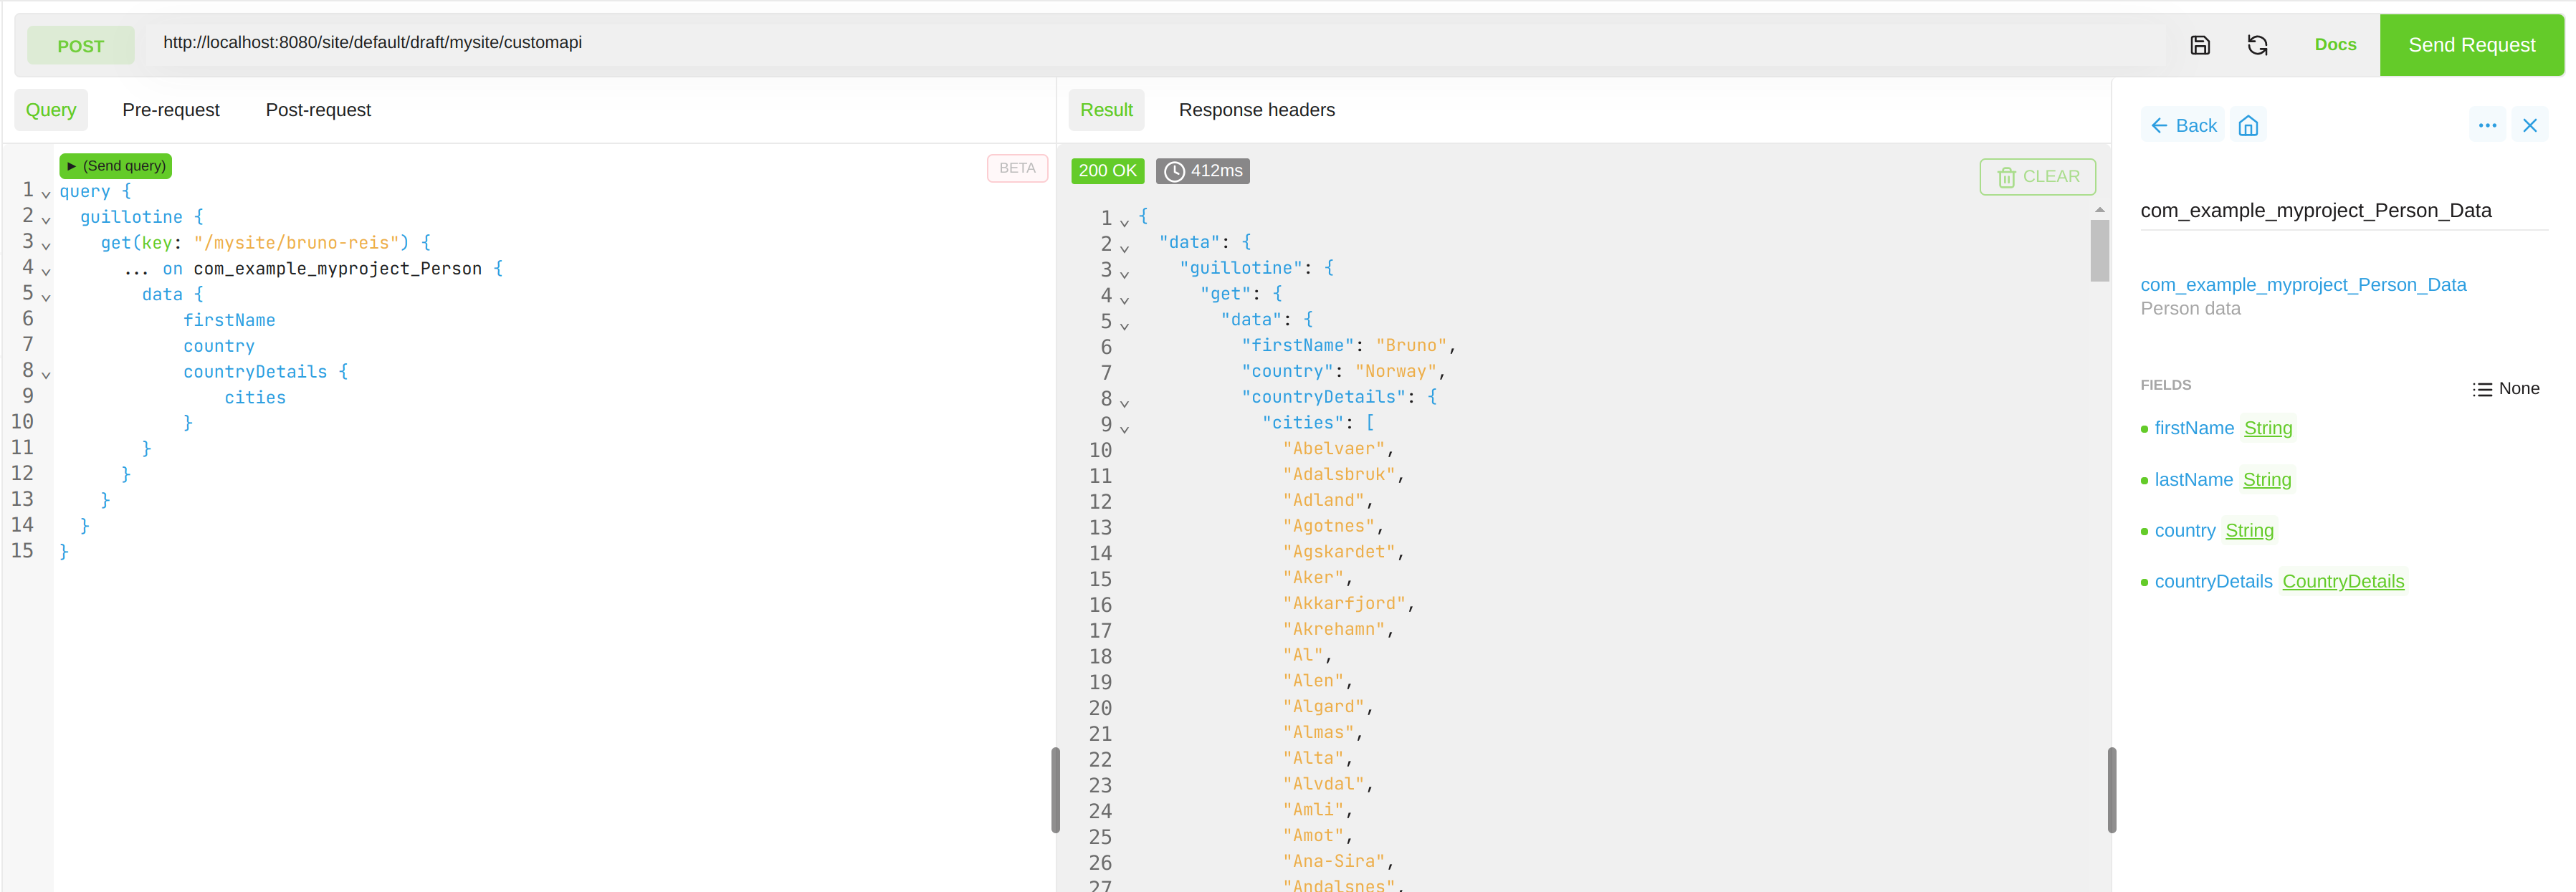 POST http://localhost:8080/site/default/draft/mysite/customapi Docs Send Request
Query Pre-request Post-request
(Send query) BETA
1 query {
2 guillotine {
3 get(key: "/mysite/bruno-reis") {
4 ... on com_example_myproject_Person {
5 data {
6 firstName
7 country
8 countryDetails {
9 cities
10 }
11 }
12 }
13 }
14 }
15 }
Result Response headers
200 OK 412ms CLEAR
1 {
2 "data": {
3 "guillotine": {
4 "get": {
5 "data": {
6 "firstName": "Bruno",
7 "country": "Norway",
8 "countryDetails": {
9 "cities": [
10 "Abelvaer",
11 "Adalsbruk",
12 "Adland",
13 "Agotnes",
14 "Agskardet",
15 "Aker",
16 "Akkarfjord",
17 "Akrehamn",
18 "Al",
19 "Alen",
20 "Algard",
21 "Almas",
22 "Alta",
23 "Alvdal",
24 "Amli",
25 "Amot",
26 "Ana-Sira",
27 "Andalsnes",
Back
com_example_myproject_Person_Data
com_example_myproject_Person_Data
Person data
FIELDS None
firstName String
lastName String
country String
countryDetails CountryDetails